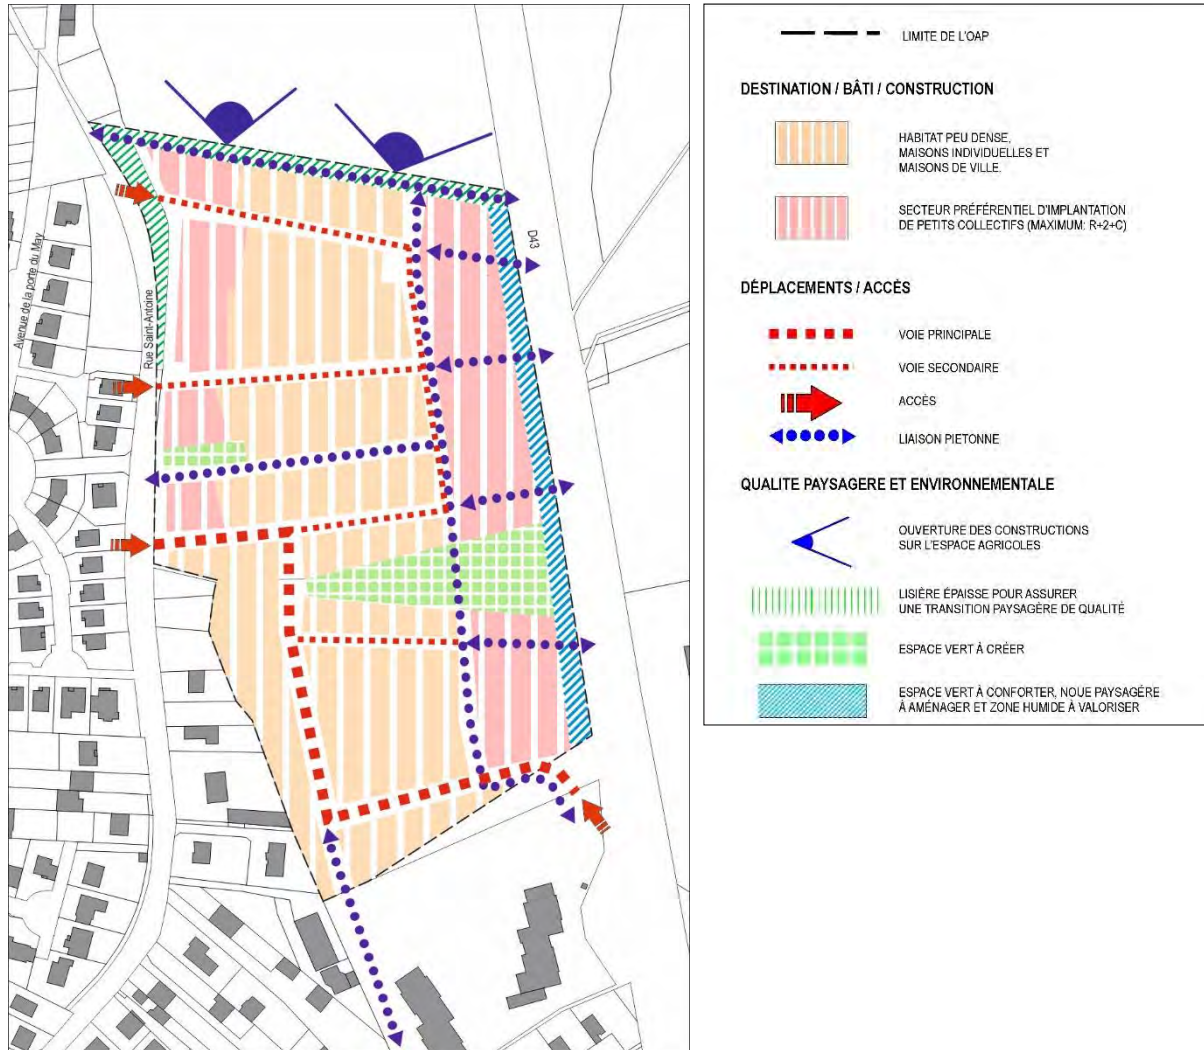 Avenue de la porte du May
Rue Saint-Antoine
D43
LIMITE DE L'OAP
DESTINATION / BÂTI / CONSTRUCTION
HABITAT PEU DENSE,
MAISONS INDIVIDUELLES ET
MAISONS DE VILLE.
SECTEUR PRÉFÉRENTIEL D'IMPLANTATION
DE PETITS COLLECTIFS (MAXIMUM: R+2+C)
DÉPLACEMENTS / ACCÈS
VOIE PRINCIPALE
VOIE SECONDAIRE
ACCÈS
LIAISON PIETONNE
QUALITE PAYSAGERE ET ENVIRONNEMENTALE
OUVERTURE DES CONSTRUCTIONS
SUR L'ESPACE AGRICOLES
LISIÈRE ÉPAISSE POUR ASSURER
UNE TRANSITION PAYSAGÈRE DE QUALITÉ
ESPACE VERT À CRÉER
ESPACE VERT À CONFORTER, NOUE PAYSAGÈRE
À AMÉNAGER ET ZONE HUMIDE À VALORISER